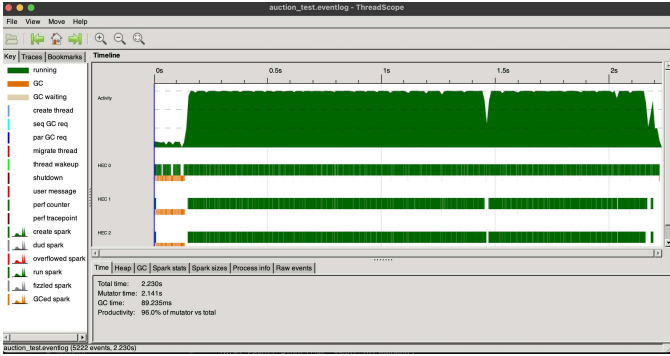 auction_test.eventlog - ThreadScope
File View Move Help
Key Traces Bookmarks
running
GC
GC waiting
create thread
seq GC req
par GC req
migrate thread
thread wakeup
shutdown
user message
perf counter
perf tracepoint
create spark
dud spark
overflowed spark
run spark
fizzled spark
GCed spark
Timeline
0s 0.5s 1s 1.5s 2s
Activity
HEC 0
HEC 1
HEC 2
Time Heap GC Spark stats Spark sizes Process info Raw events
Total time: 2.230s
Mutator time: 2.141s
GC time: 89.235ms
Productivity: 96.0% of mutator vs total
auction_test.eventlog (5222 events, 2.230s)